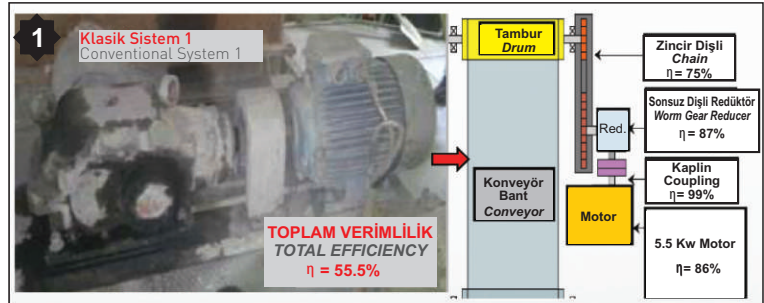 1
Klasik Sistem 1
Conventional System 1
TOPLAM VERİMLİLİK
TOTAL EFFICIENCY
η = 55.5%
Tambur
Drum
Zincir Dişli
Chain
η = 75%
Sonsuz Dişli Redüktör
Worm Gear Reducer
η = 87%
Red.
Kaplin
Coupling
η = 99%
Konveyör
Bant
Conveyor
Motor
5.5 Kw Motor
η= 86%